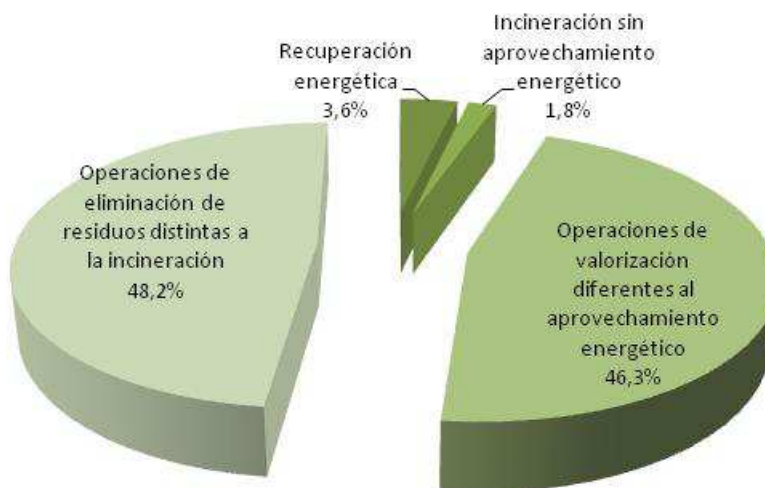 Recuperación
energética
3,6%
Incineración sin
aprovechamiento
energético
1,8%
Operaciones de
eliminación de
residuos distintas a
la incineración
48,2%
Operaciones de
valorización
diferentes al
aprovechamiento
energético
46,3%